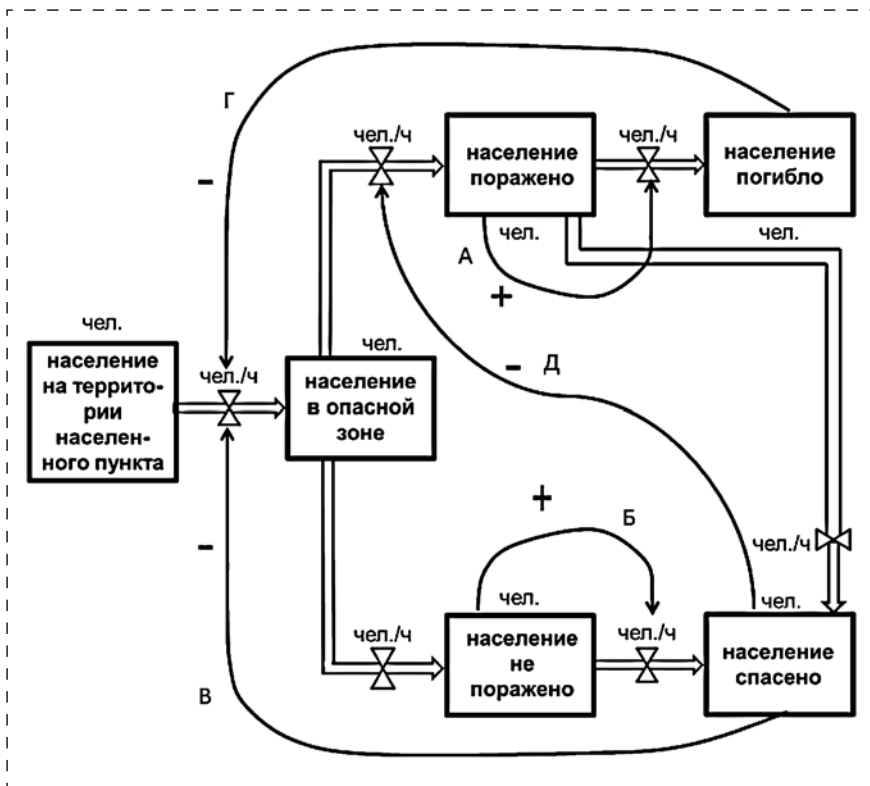 Г
чел./ч
население
поражено
чел./ч
население
погибло
-
чел.
чел.
А
+
чел.
чел./ч
чел.
-
Д
население
на террито-
рии
населен-
ного пункта
население
в опасной
зоне
+
Б
-
чел./ч
чел.
чел.
чел./ч
чел./ч
население
не
поражено
население
спасено
В